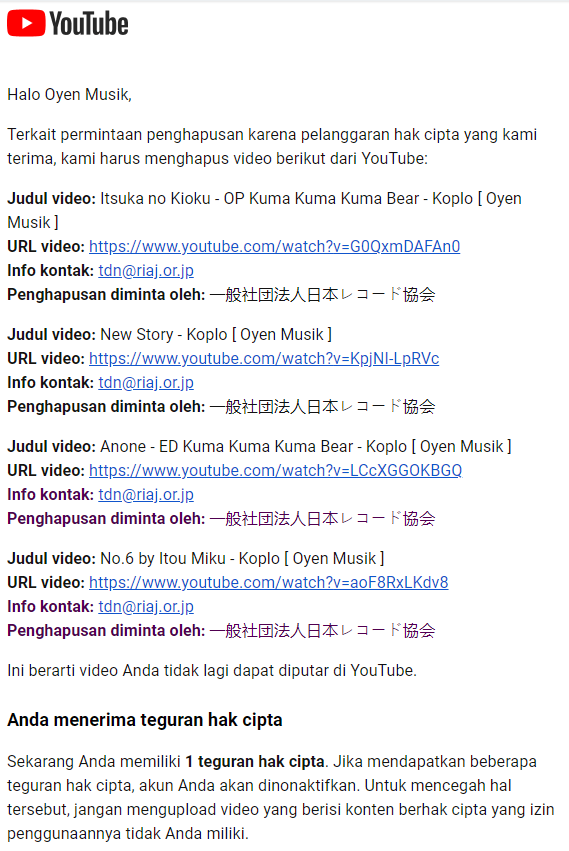 YouTube
Halo Oyen Musik,
Terkait permintaan penghapusan karena pelanggaran hak cipta yang kami
terima, kami harus menghapus video berikut dari YouTube:
Judul video: Itsuka no Kioku - OP Kuma Kuma Kuma Bear - Koplo [ Oyen
Musik ]
URL video: https://www.youtube.com/watch?v=G0QxmDAFAn0
Info kontak: tdn@riaj.or.jp
Penghapusan diminta oleh: 一般社団法人日本レコード協会
Judul video: New Story - Koplo [ Oyen Musik ]
URL video: https://www.youtube.com/watch?v=KpjNl-LpRVc
Info kontak: tdn@riaj.or.jp
Penghapusan diminta oleh: 一般社団法人日本レコード協会
Judul video: Anone - ED Kuma Kuma Kuma Bear - Koplo [ Oyen Musik ]
URL video: https://www.youtube.com/watch?v=LCcXGGOKBGQ
Info kontak: tdn@riaj.or.jp
Penghapusan diminta oleh: 一般社団法人日本レコード協会
Judul video: No.6 by Itou Miku - Koplo [ Oyen Musik ]
URL video: https://www.youtube.com/watch?v=aoF8RxLKdv8
Info kontak: tdn@riaj.or.jp
Penghapusan diminta oleh: 一般社団法人日本レコード協会
Ini berarti video Anda tidak lagi dapat diputar di YouTube.
Anda menerima teguran hak cipta
Sekarang Anda memiliki 1 teguran hak cipta. Jika mendapatkan beberapa
teguran hak cipta, akun Anda akan dinonaktifkan. Untuk mencegah hal
tersebut, jangan mengupload video yang berisi konten berhak cipta yang izin
penggunaannya tidak Anda miliki.